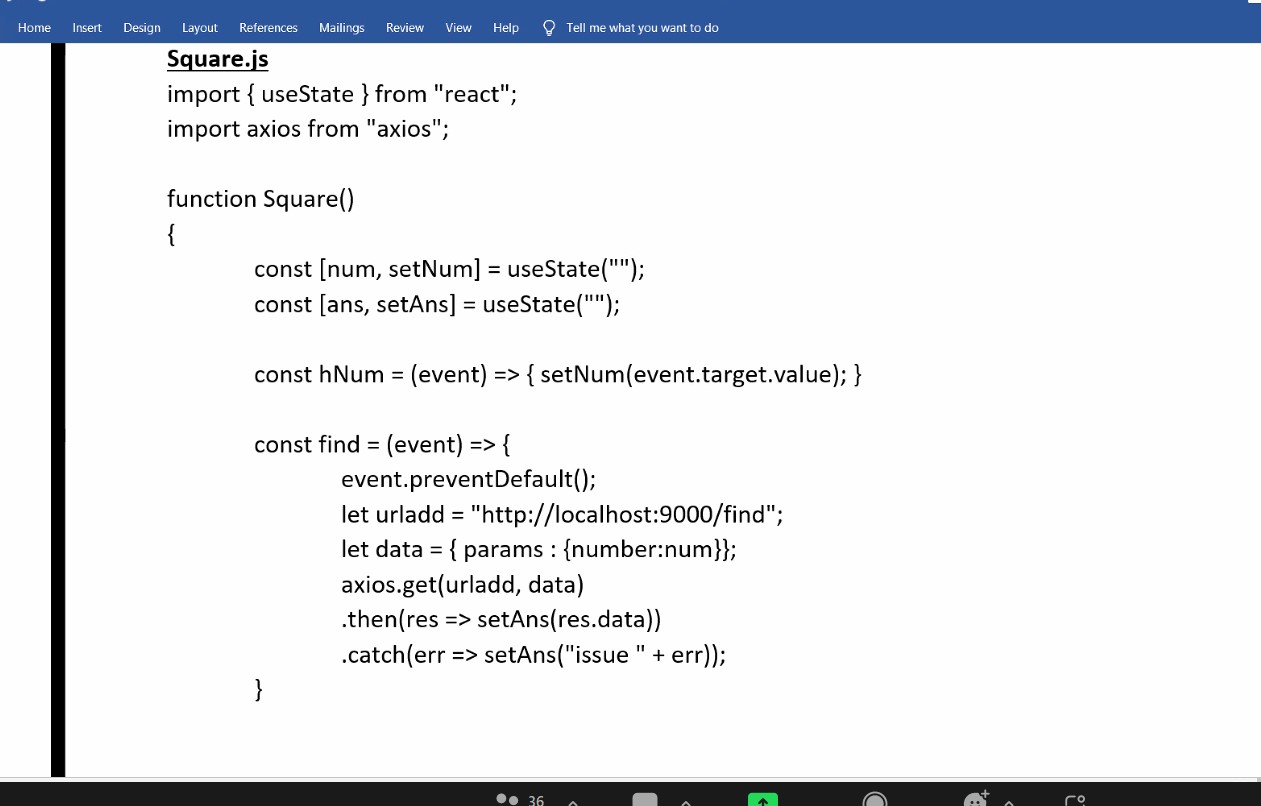 Home Insert Design Layout References Mailings Review View Help Tell me what you want to do
Square.js
import { useState } from "react";
import axios from "axios";
function Square()
{
const [num, setNum] = useState("");
const [ans, setAns] = useState("");
const hNum = (event) => { setNum(event.target.value); }
const find = (event) => {
event.preventDefault();
let urladd = "http://localhost:9000/find";
let data = { params : {number:num}};
axios.get(urladd, data)
.then(res => setAns(res.data))
.catch(err => setAns("issue " + err));
}
36